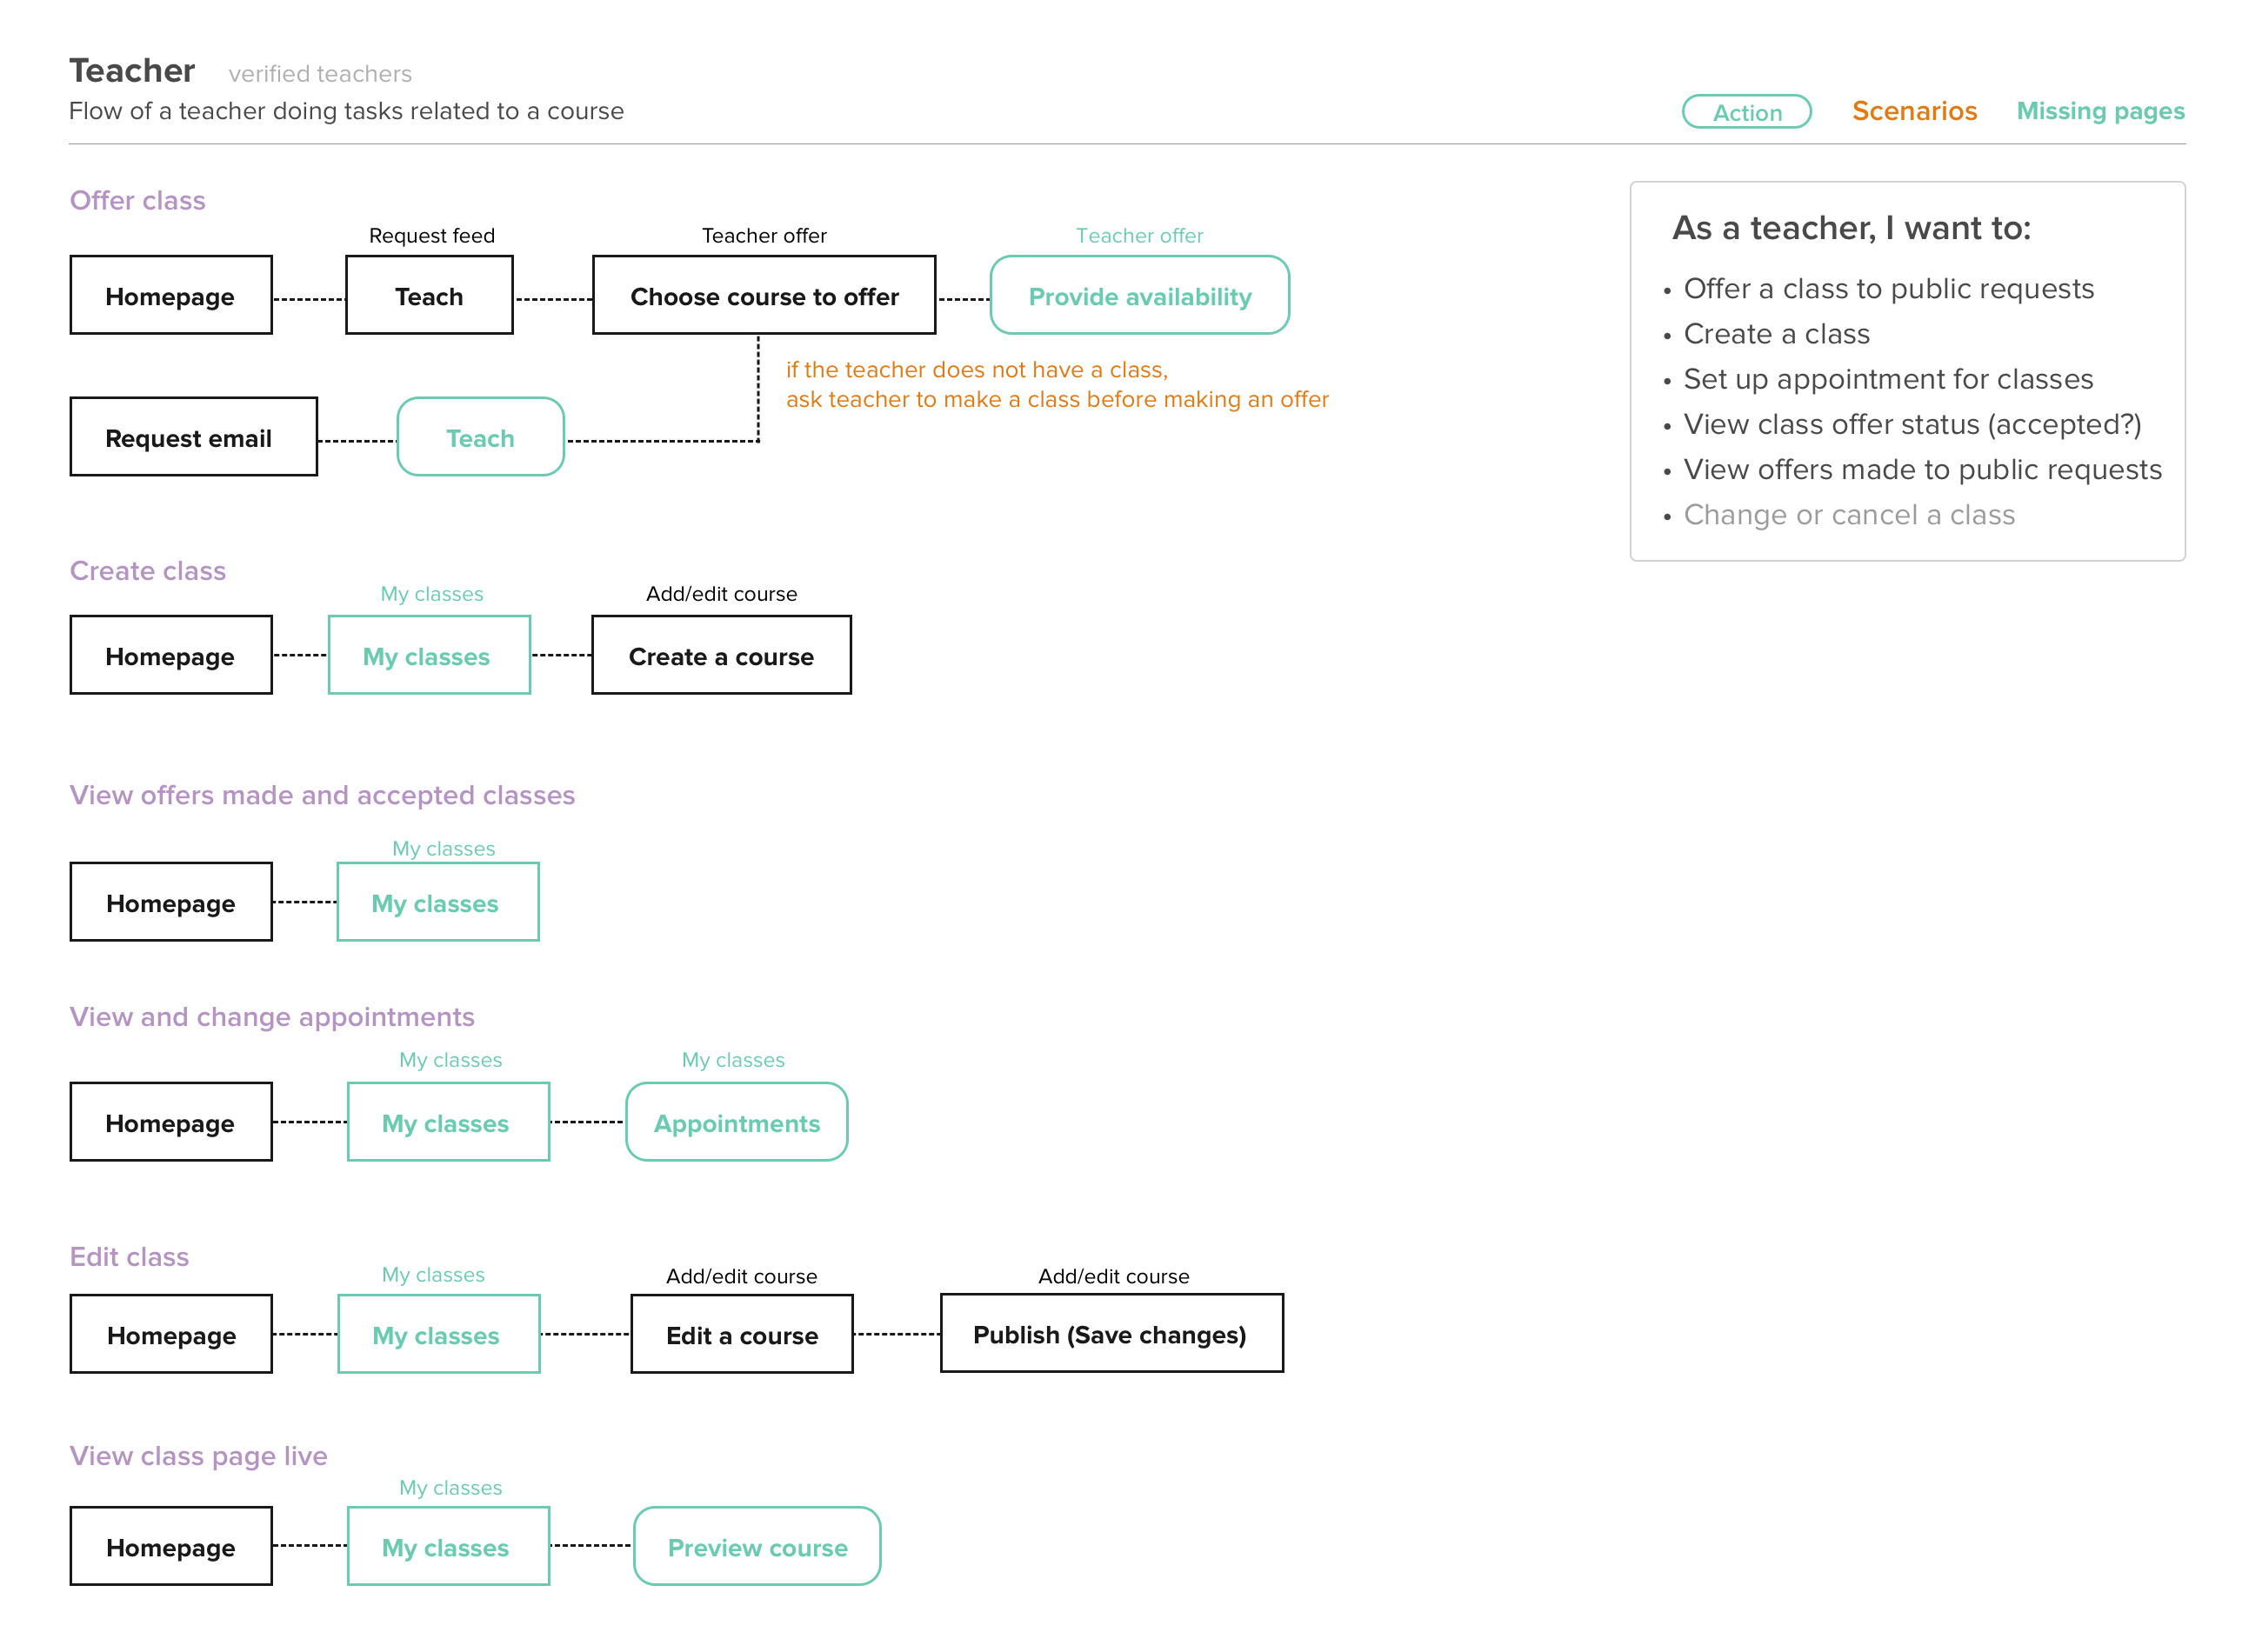 Teacher verified teachers
Flow of a teacher doing tasks related to a course
Action Scenarios Missing pages
Offer class
Request feed Teacher offer Teacher offer
Homepage Teach Choose course to offer Provide availability
if the teacher does not have a class,
ask teacher to make a class before making an offer
Request email Teach
As a teacher, I want to:
• Offer a class to public requests
• Create a class
• Set up appointment for classes
• View class offer status (accepted?)
• View offers made to public requests
• Change or cancel a class
Create class
My classes Add/edit course
Homepage My classes Create a course
View offers made and accepted classes
My classes
Homepage My classes
View and change appointments
My classes My classes
Homepage My classes Appointments
Edit class
My classes Add/edit course Add/edit course
Homepage My classes Edit a course Publish (Save changes)
View class page live
My classes
Homepage My classes Preview course